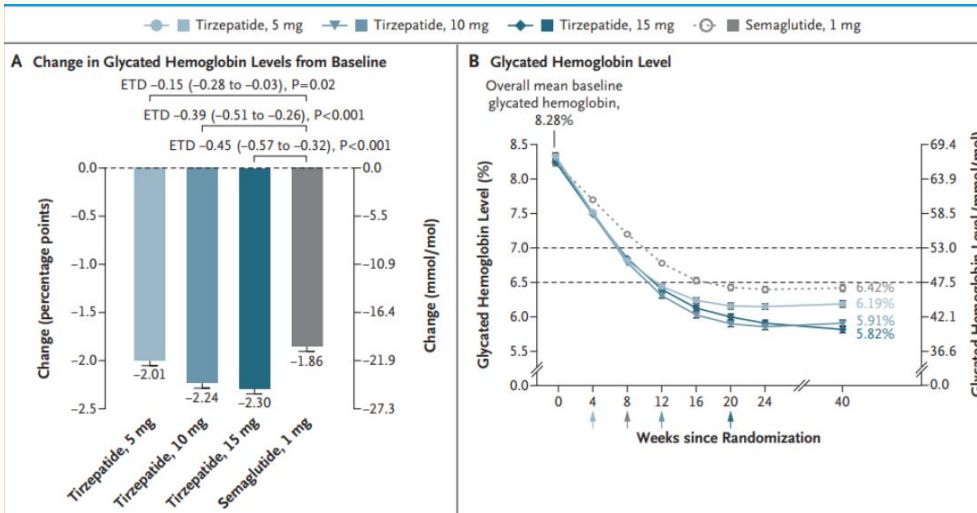 Tirzepatide, 5 mg Tirzepatide, 10 mg Tirzepatide, 15 mg Semaglutide, 1 mg
A Change in Glycated Hemoglobin Levels from Baseline
ETD −0.15 (−0.28 to −0.03), P=0.02
ETD −0.39 (−0.51 to −0.26), P<0.001
ETD −0.45 (−0.57 to −0.32), P<0.001
0.0 0.0
−0.5 −5.5
−1.0 −10.9
−1.5 −16.4
−2.0 −21.9
−2.5 −27.3
Change (percentage points)
Change (mmol/mol)
−2.01
−2.24
−2.30
−1.86
Tirzepatide, 5 mg
Tirzepatide, 10 mg
Tirzepatide, 15 mg
Semaglutide, 1 mg
B Glycated Hemoglobin Level
Overall mean baseline
glycated hemoglobin,
8.28%
8.5 69.4
8.0 63.9
7.5 58.5
7.0 53.0
6.5 47.5
6.0 42.1
5.5 36.6
0.0 0.0
Glycated Hemoglobin Level (%)
Glycated Hemoglobin Level (mmol/mol)
6.42%
6.19%
5.91%
5.82%
0 4 8 12 16 20 24 40
Weeks since Randomization